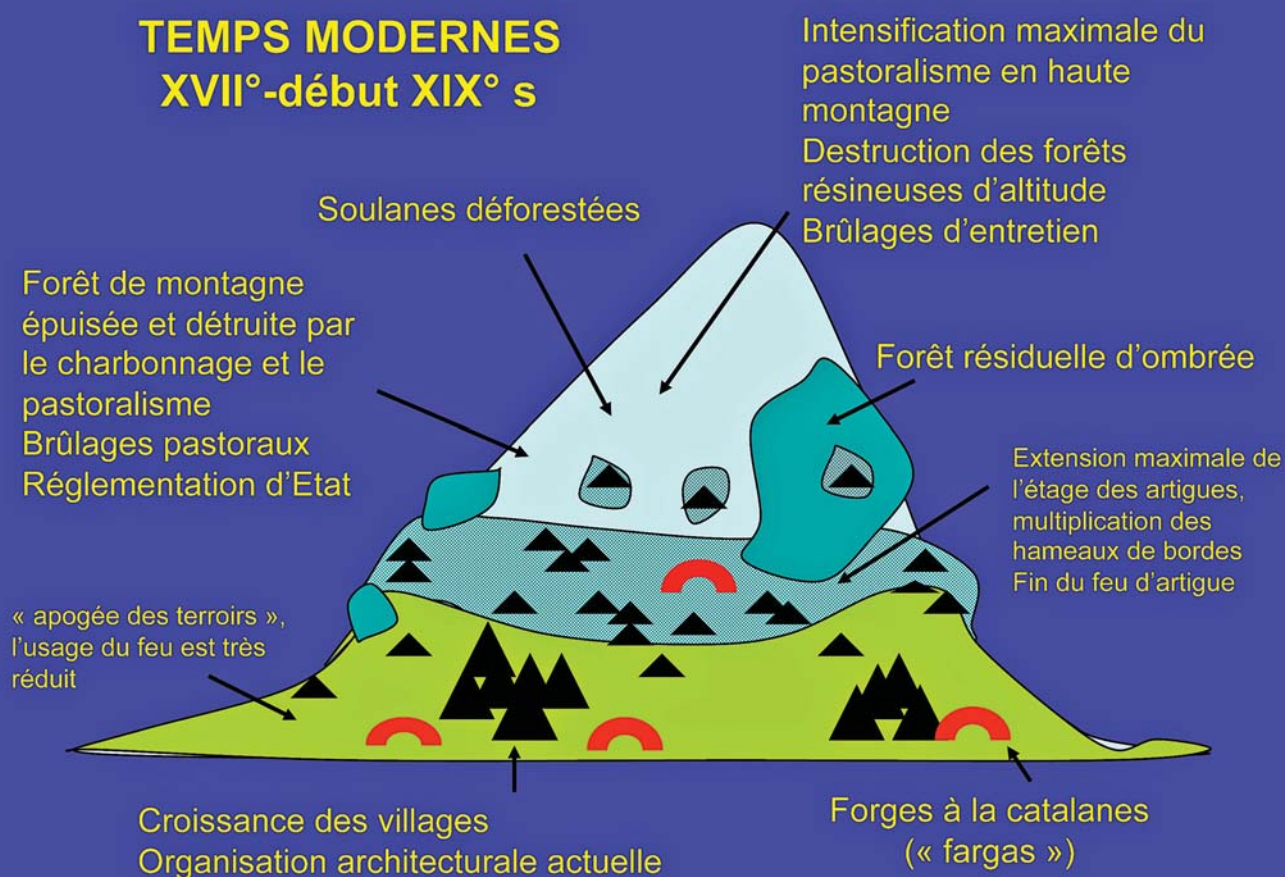 TEMPS MODERNES
XVII°-début XIX° s
Intensification maximale du
pastoralisme en haute
montagne
Destruction des forêts
résineuses d'altitude
Brûlages d'entretien
Soulanes déforestées
Forêt de montagne
épuisée et détruite par
le charbonnage et le
pastoralisme
Brûlages pastoraux
Réglementation d'Etat
Forêt résiduelle d'ombrée
Extension maximale de
l'étage des artigues,
multiplication des
hameaux de bordes
Fin du feu d'artigue
« apogée des terroirs »,
l'usage du feu est très
réduit
Croissance des villages
Organisation architecturale actuelle
Forges à la catalanes
(« fargas »)